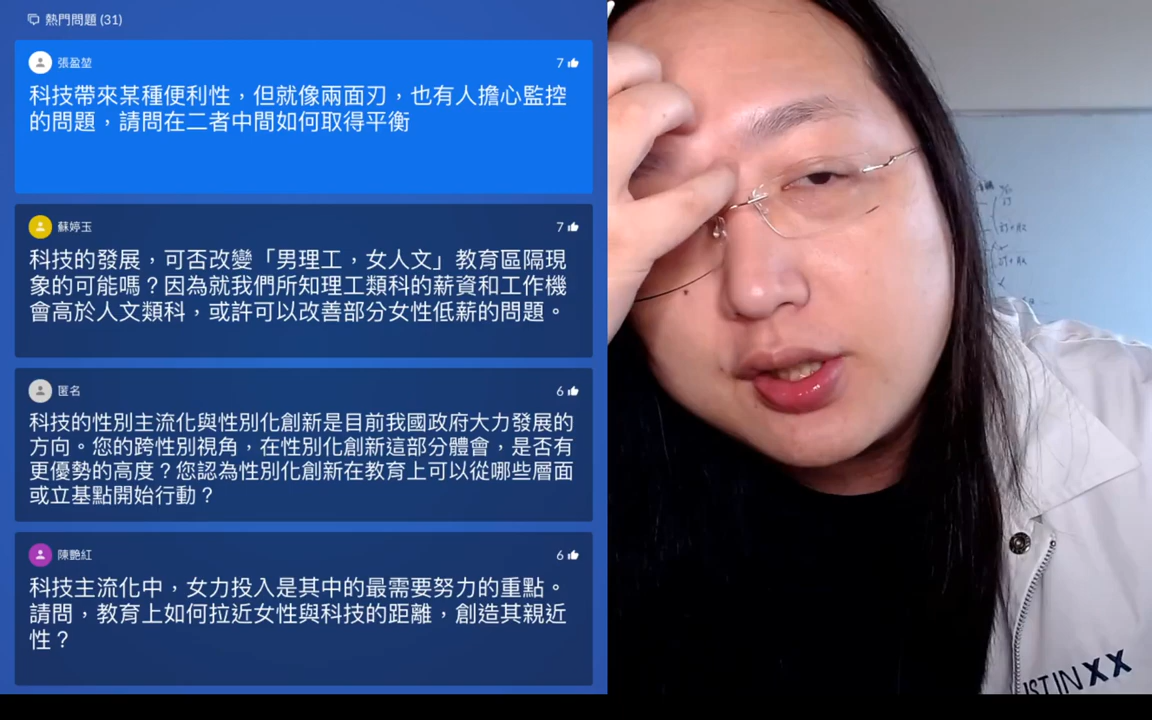 熱門問題 (31)
張盈堃
7
科技帶來某種便利性，但就像兩面刃，也有人擔心監控
的問題，請問在二者中間如何取得平衡
蘇婷玉
7
科技的發展，可否改變「男理工，女人文」教育區隔現
象的可能嗎？因為就我們所知理工類科的薪資和工作機
會高於人文類科，或許可以改善部分女性低薪的問題。
匿名
6
科技的性別主流化與性別化創新是目前我國政府大力發展的
方向。您的跨性別視角，在性別化創新這部分體會，是否有
更優勢的高度？您認為性別化創新在教育上可以從哪些層面
或立基點開始行動？
陳艷紅
6
科技主流化中，女力投入是其中的最需要努力的重點。
請問，教育上如何拉近女性與科技的距離，創造其親近
性？
XX